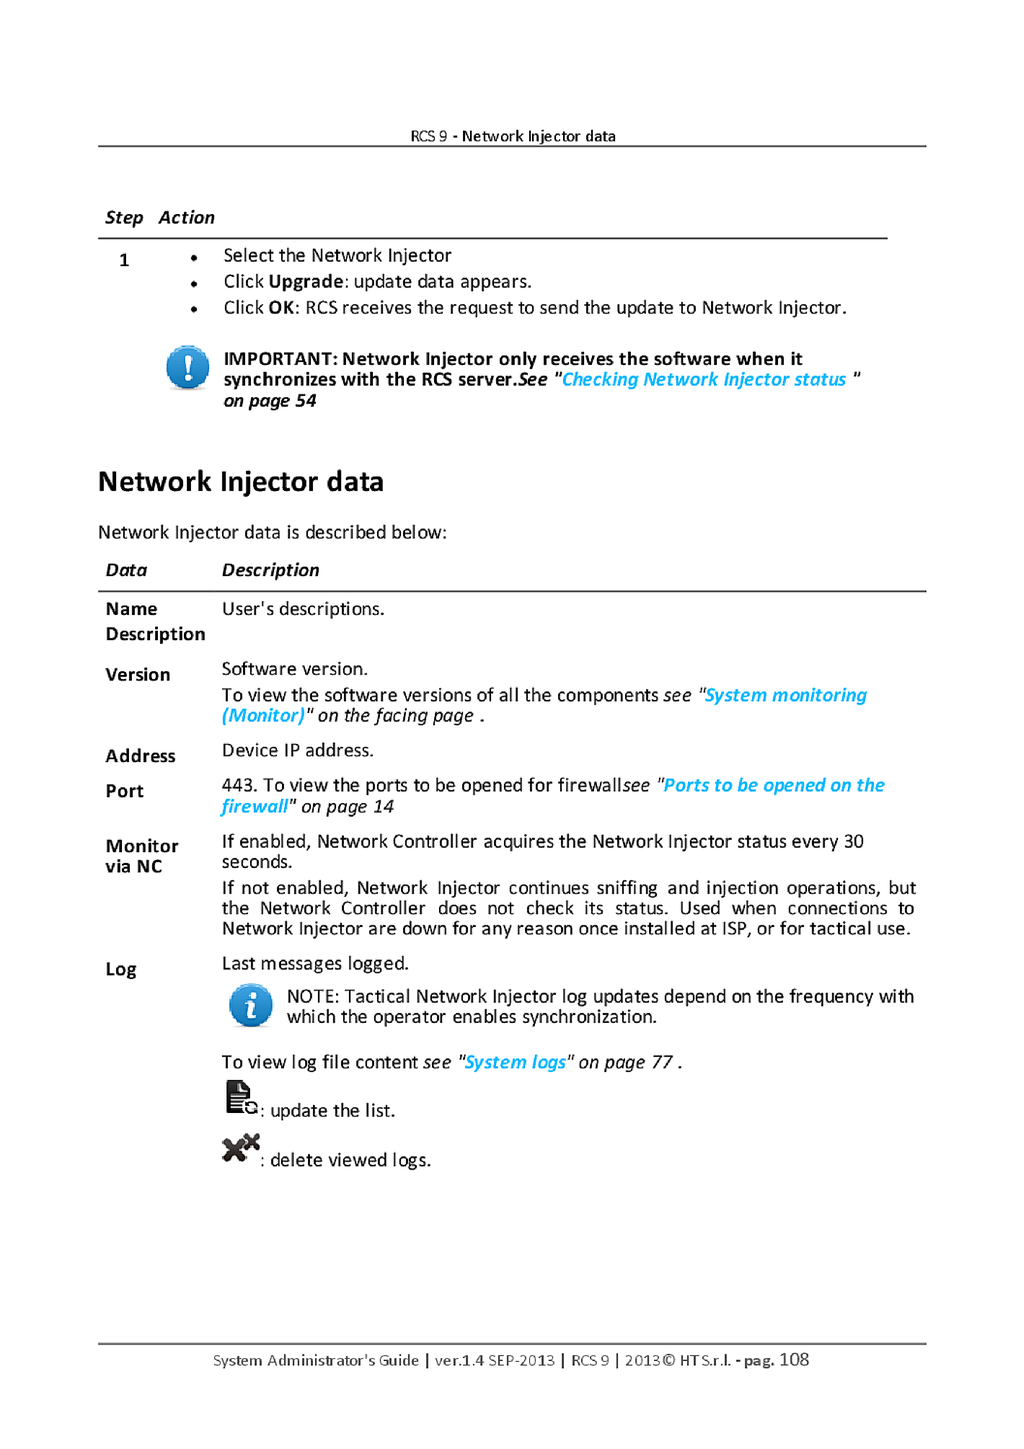 RCS 9 - Network Injector data
Step Action
1
• Select the Network Injector
• Click Upgrade: update data appears.
• Click OK: RCS receives the request to send the update to Network Injector.
IMPORTANT: Network Injector only receives the software when it
synchronizes with the RCS server.See "Checking Network Injector status "
on page 54
Network Injector data
Network Injector data is described below:
Data Description
Name User's descriptions.
Description
Version Software version.
To view the software versions of all the components see "System monitoring
(Monitor)" on the facing page .
Address Device IP address.
Port 443. To view the ports to be opened for firewallsee "Ports to be opened on the
firewall" on page 14
Monitor If enabled, Network Controller acquires the Network Injector status every 30
via NC seconds.
If not enabled, Network Injector continues sniffing and injection operations, but
the Network Controller does not check its status. Used when connections to
Network Injector are down for any reason once installed at ISP, or for tactical use.
Log Last messages logged.
NOTE: Tactical Network Injector log updates depend on the frequency with
which the operator enables synchronization.
To view log file content see "System logs" on page 77 .
: update the list.
: delete viewed logs.
System Administrator's Guide | ver.1.4 SEP-2013 | RCS 9 | 2013© HT S.r.l. - pag. 108